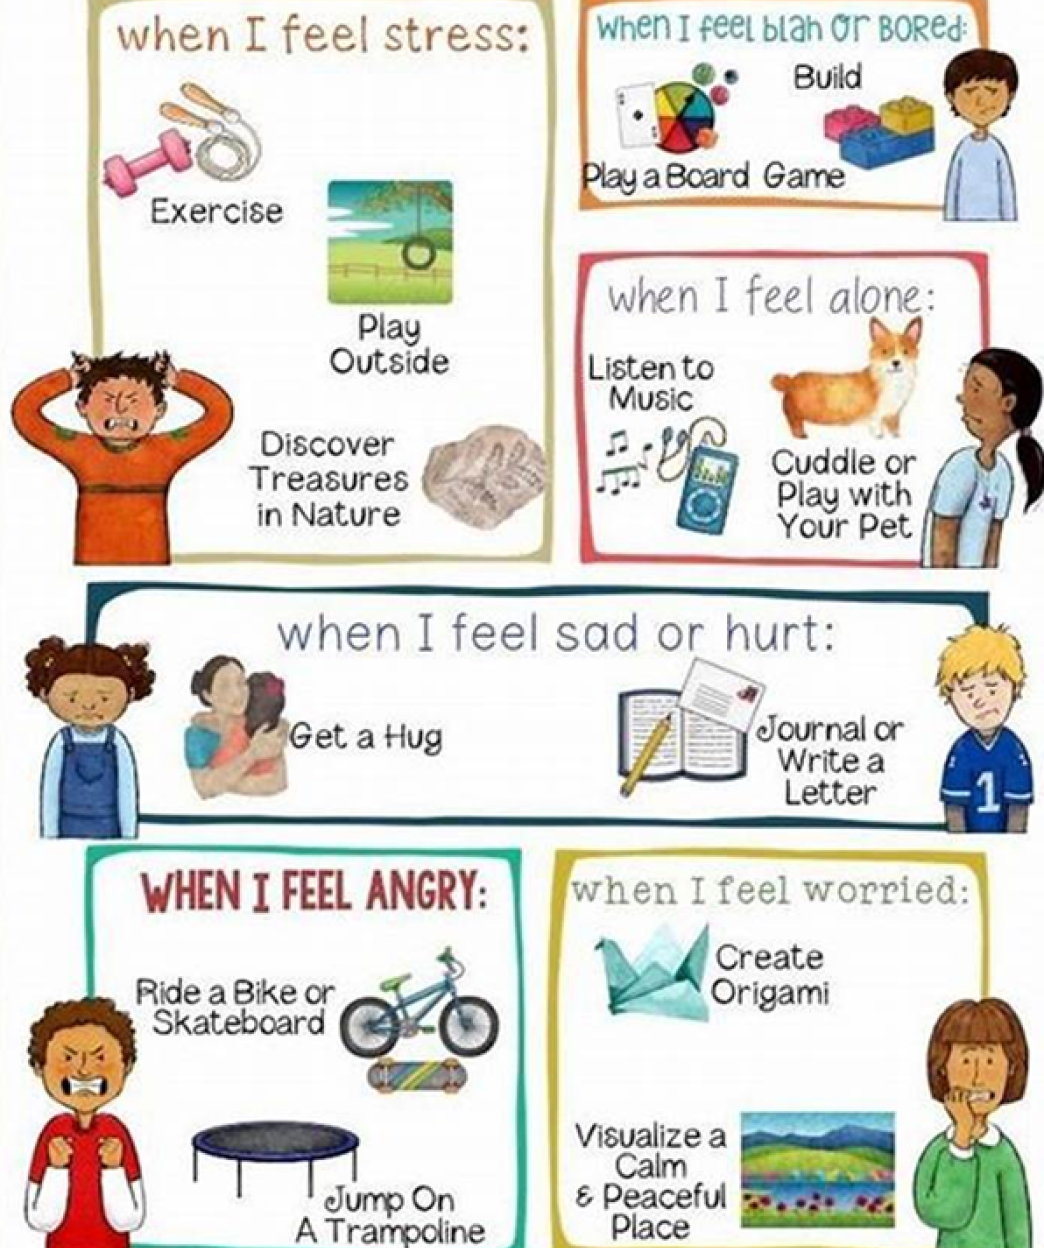 when I feel stress:
Exercise
Play
Outside
Discover
Treasures
in Nature
when I feel blah or BORed:
Build
Play a Board Game
when I feel alone:
Listen to
Music
Cuddle or
Play with
Your Pet
when I feel sad or hurt:
Get a Hug
Journal or
Write a
Letter
1
WHEN I FEEL ANGRY:
Ride a Bike or
Skateboard
Jump On
A Trampoline
when I feel worried:
Create
Origami
Visualize a
Calm
& Peaceful
Place